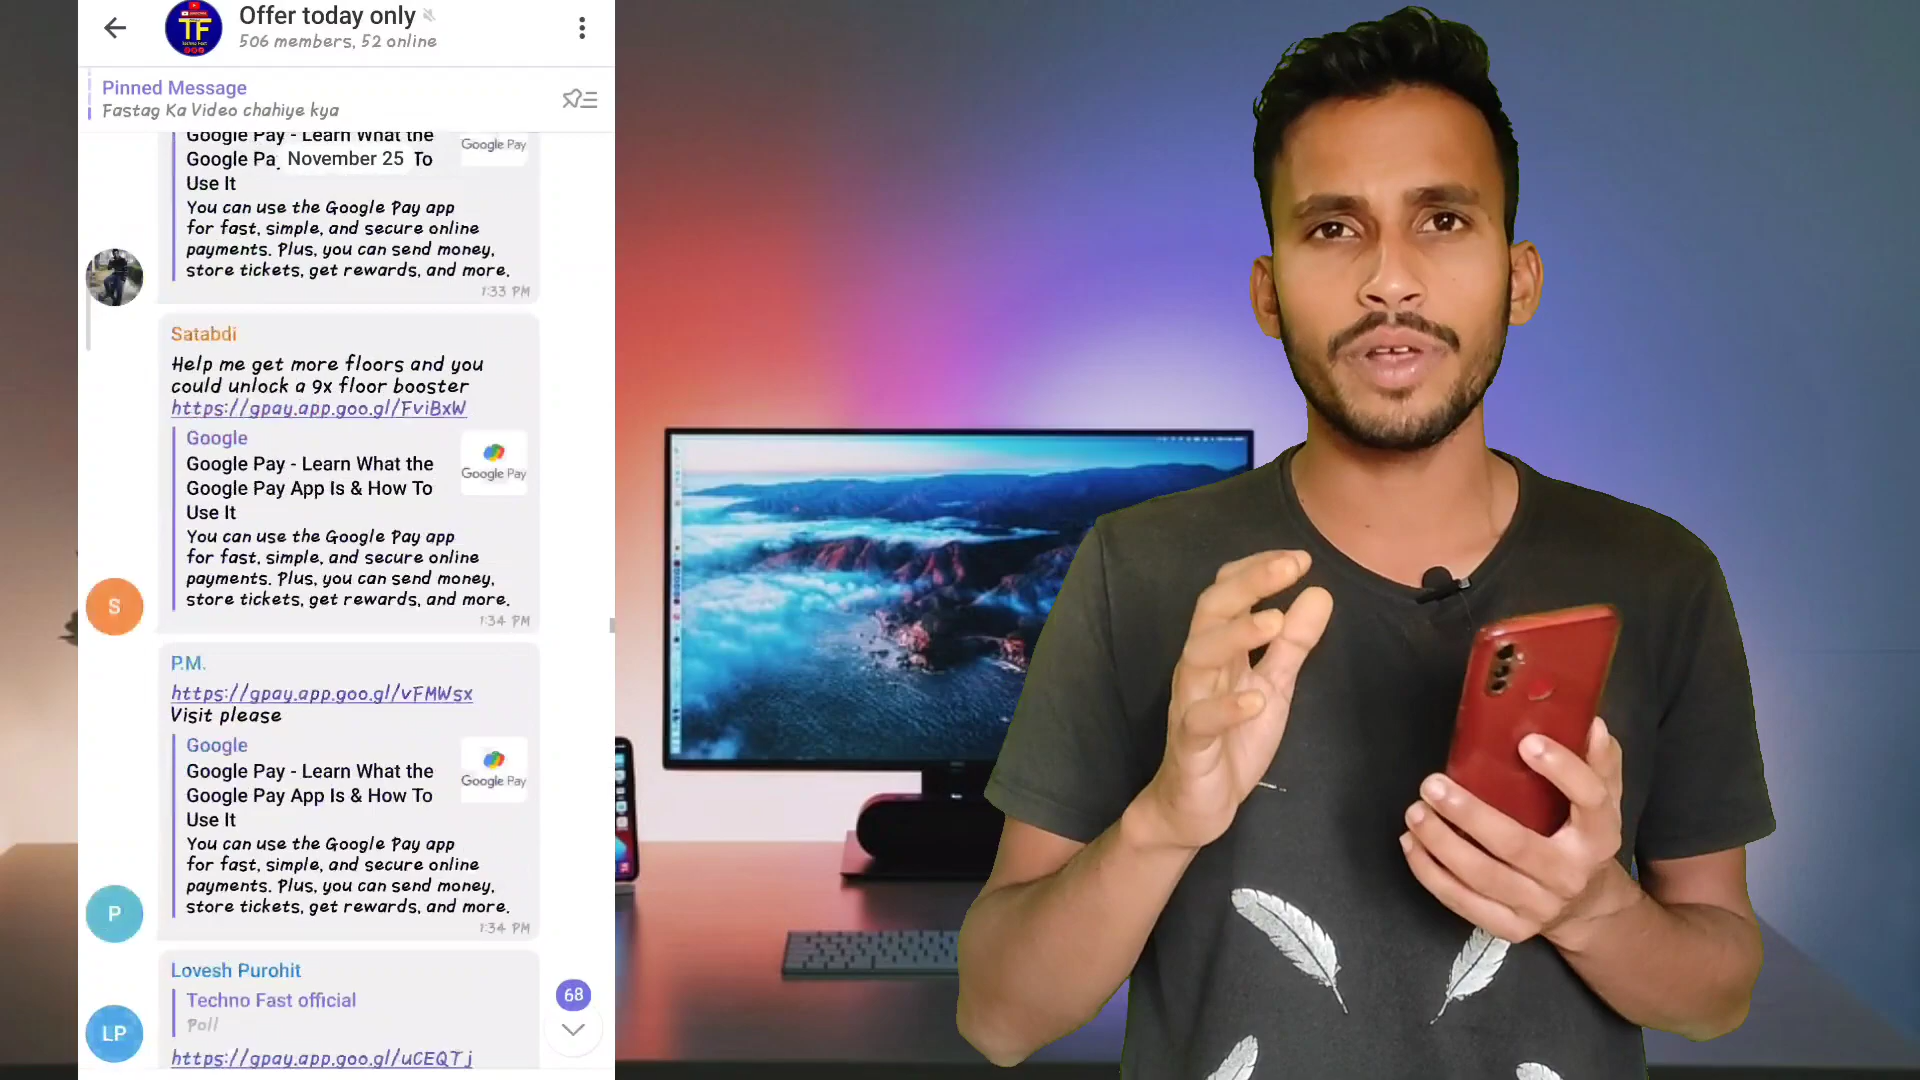 TF
Offer today only
506 members, 52 online
Pinned Message
Fastag Ka Video chahiye kya
Google Pay - Learn What the
Google Pa November 25 To
Use It
Google Pay
You can use the Google Pay app
for fast, simple, and secure online
payments. Plus, you can send money,
store tickets, get rewards, and more.
1:33 PM
Satabdi
Help me get more floors and you
could unlock a 9x floor booster
https://gpay.app.goo.gl/FviBxW
Google
Google Pay - Learn What the
Google Pay App Is & How To
Use It
Google Pay
You can use the Google Pay app
for fast, simple, and secure online
payments. Plus, you can send money,
store tickets, get rewards, and more.
1:34 PM
S
P.M.
https://gpay.app.goo.gl/vFMWsx
Visit please
Google
Google Pay - Learn What the
Google Pay App Is & How To
Use It
Google Pay
You can use the Google Pay app
for fast, simple, and secure online
payments. Plus, you can send money,
store tickets, get rewards, and more.
1:34 PM
P
Lovesh Purohit
Techno Fast official
Poll
https://gpay.app.goo.gl/uCEQTj
LP
68